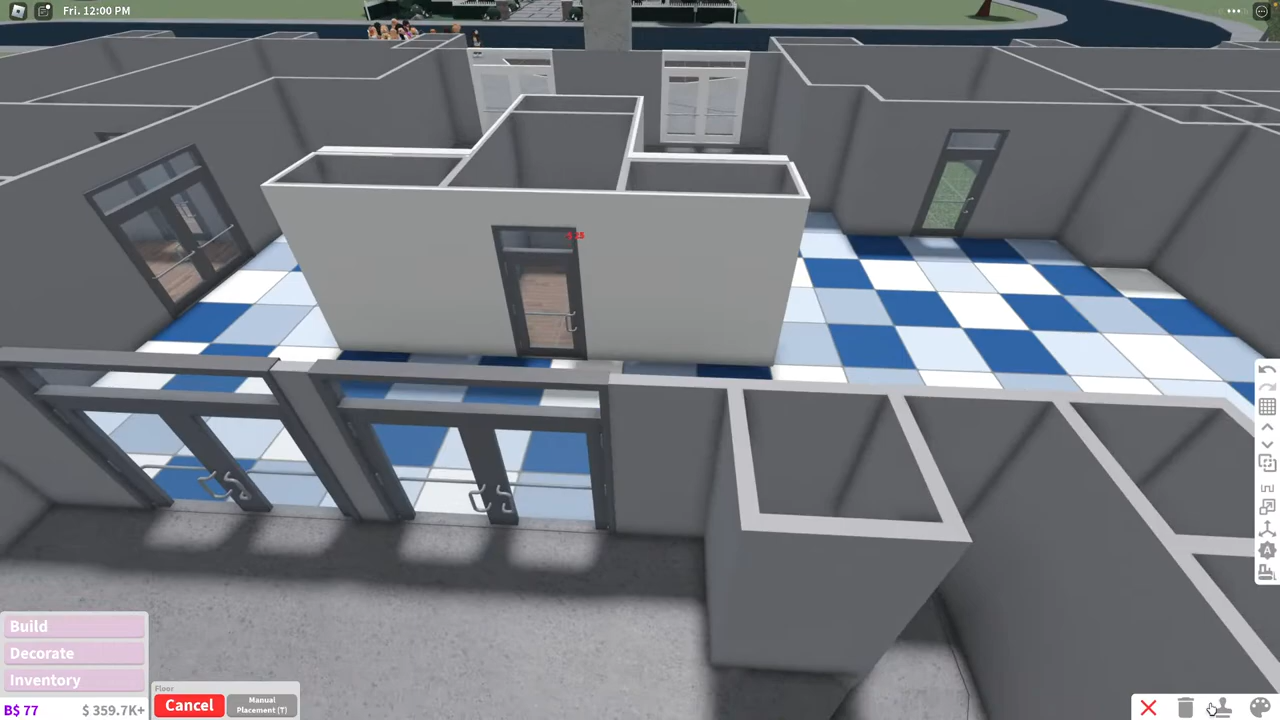 Fri. 12:00 PM
Build
Decorate
Inventory
B$ 77 $ 359.7K+
Floor
Cancel
Manual
Placement (T)
A